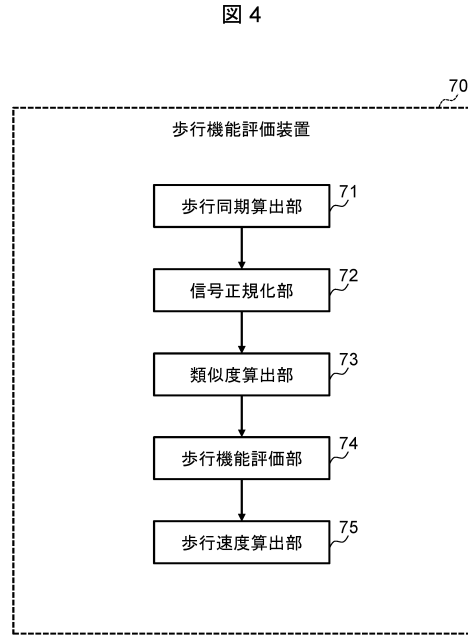 図 4
70
歩行機能評価装置
71
歩行同期算出部
72
信号正規化部
73
類似度算出部
74
歩行機能評価部
75
歩行速度算出部